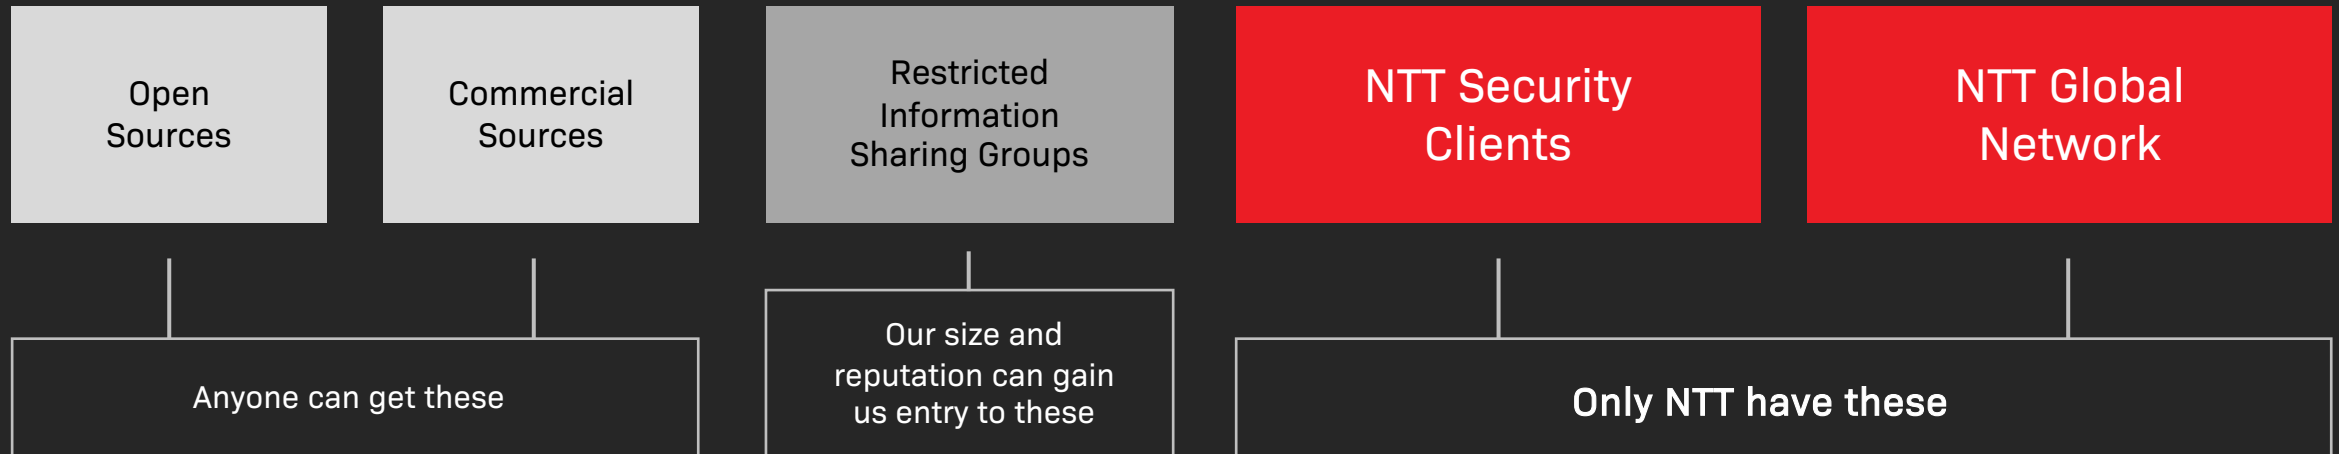 Open
Sources
Commercial
Sources
Restricted
Information
Sharing Groups
NTT Security
Clients
NTT Global
Network
Anyone can get these
Our size and
reputation can gain
us entry to these
Only NTT have these